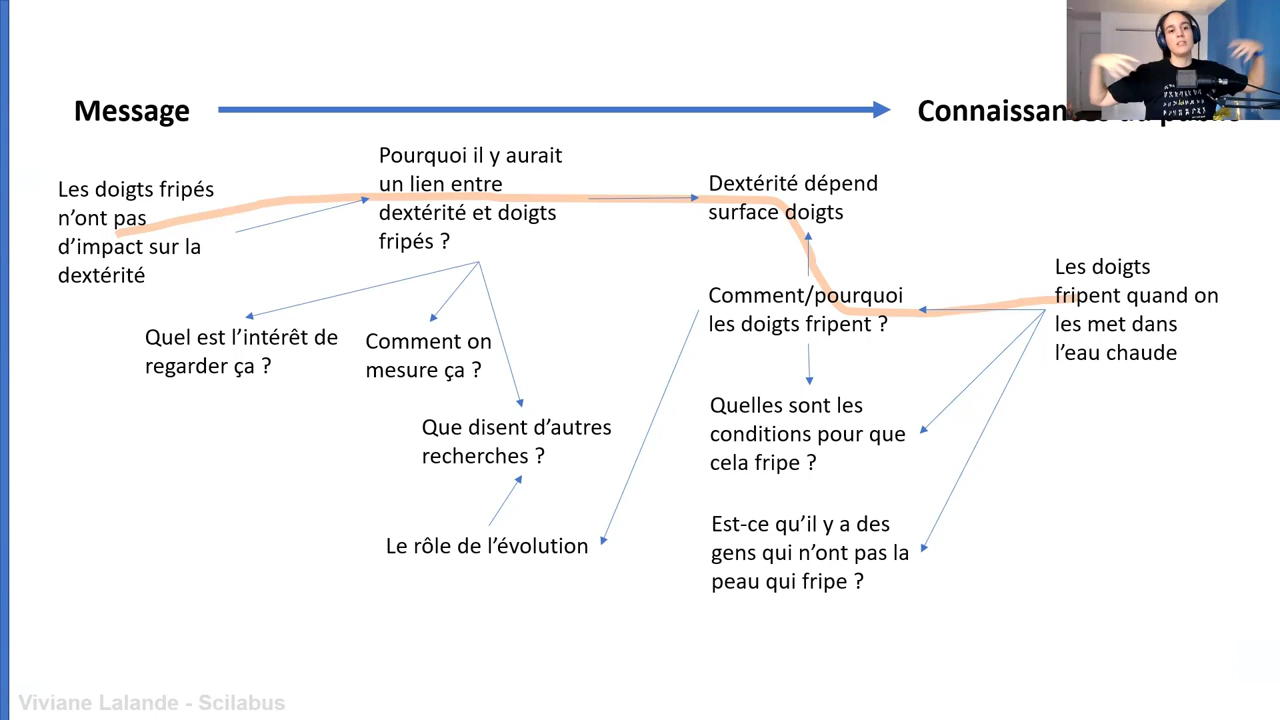 Message
Les doigts fripés
n'ont pas
d'impact sur la
dextérité
Pourquoi il y aurait
un lien entre
dextérité et doigts
fripés ?
Dextérité dépend
surface doigts
Les doigts
fripent quand on
les met dans
l'eau chaude
Comment/pourquoi
les doigts fripent ?
Quel est l'intérêt de
regarder ça ?
Comment on
mesure ça ?
Que disent d'autres
recherches ?
Quelles sont les
conditions pour que
cela fripe ?
Le rôle de l'évolution
Est-ce qu'il y a des
gens qui n'ont pas la
peau qui fripe ?
Viviane Lalande - Scilabus